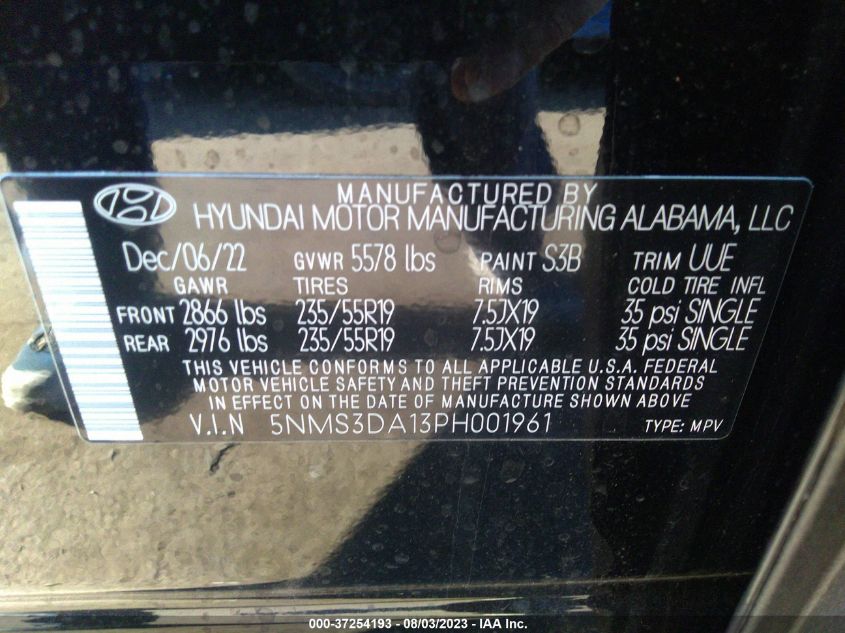 MANUFACTURED BY
HYUNDAI MOTOR MANUFACTURING ALABAMA, LLC
Dec/06/22 GVWR 5578 lbs PAINT S3B TRIM UUE
GAWR TIRES RIMS COLD TIRE INFL
FRONT 2866 lbs 235/55R19 7.5JX19 35 psi SINGLE
REAR 2976 lbs 235/55R19 7.5JX19 35 psi SINGLE
THIS VEHICLE CONFORMS TO ALL APPLICABLE U.S.A. FEDERAL
MOTOR VEHICLE SAFETY AND THEFT PREVENTION STANDARDS
IN EFFECT ON THE DATE OF MANUFACTURE SHOWN ABOVE
V.I.N 5NMS3DA13PH001961 TYPE: MPV
000-37254193 - 08/03/2023 - IAA Inc.